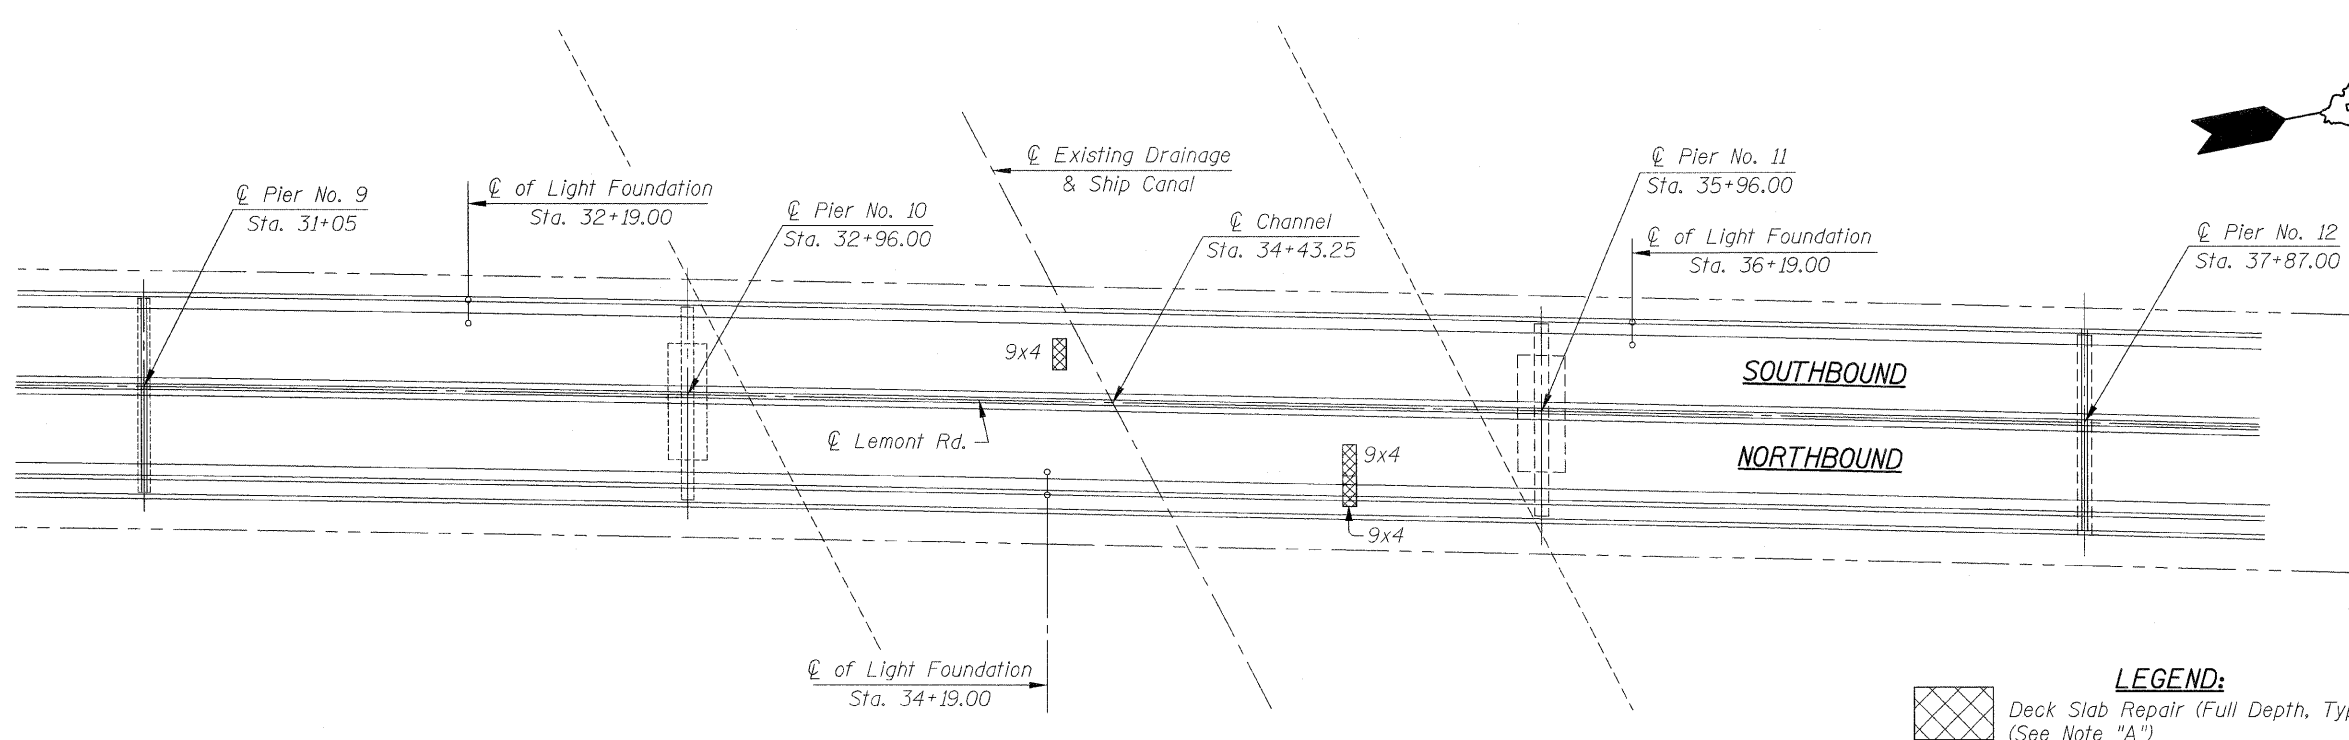 ℄ Existing Drainage
& Ship Canal
℄ Pier No. 11
Sta. 35+96.00
℄ Pier No. 9
Sta. 31+05
℄ of Light Foundation
Sta. 32+19.00
℄ Pier No. 10
Sta. 32+96.00
℄ Channel
Sta. 34+43.25
℄ of Light Foundation
Sta. 36+19.00
℄ Pier No. 12
Sta. 37+87.00
9x4
SOUTHBOUND
℄ Lemont Rd.
9x4
NORTHBOUND
9x4
℄ of Light Foundation
Sta. 34+19.00
LEGEND:
Deck Slab Repair (Full Depth, Typ
(See Note "A")